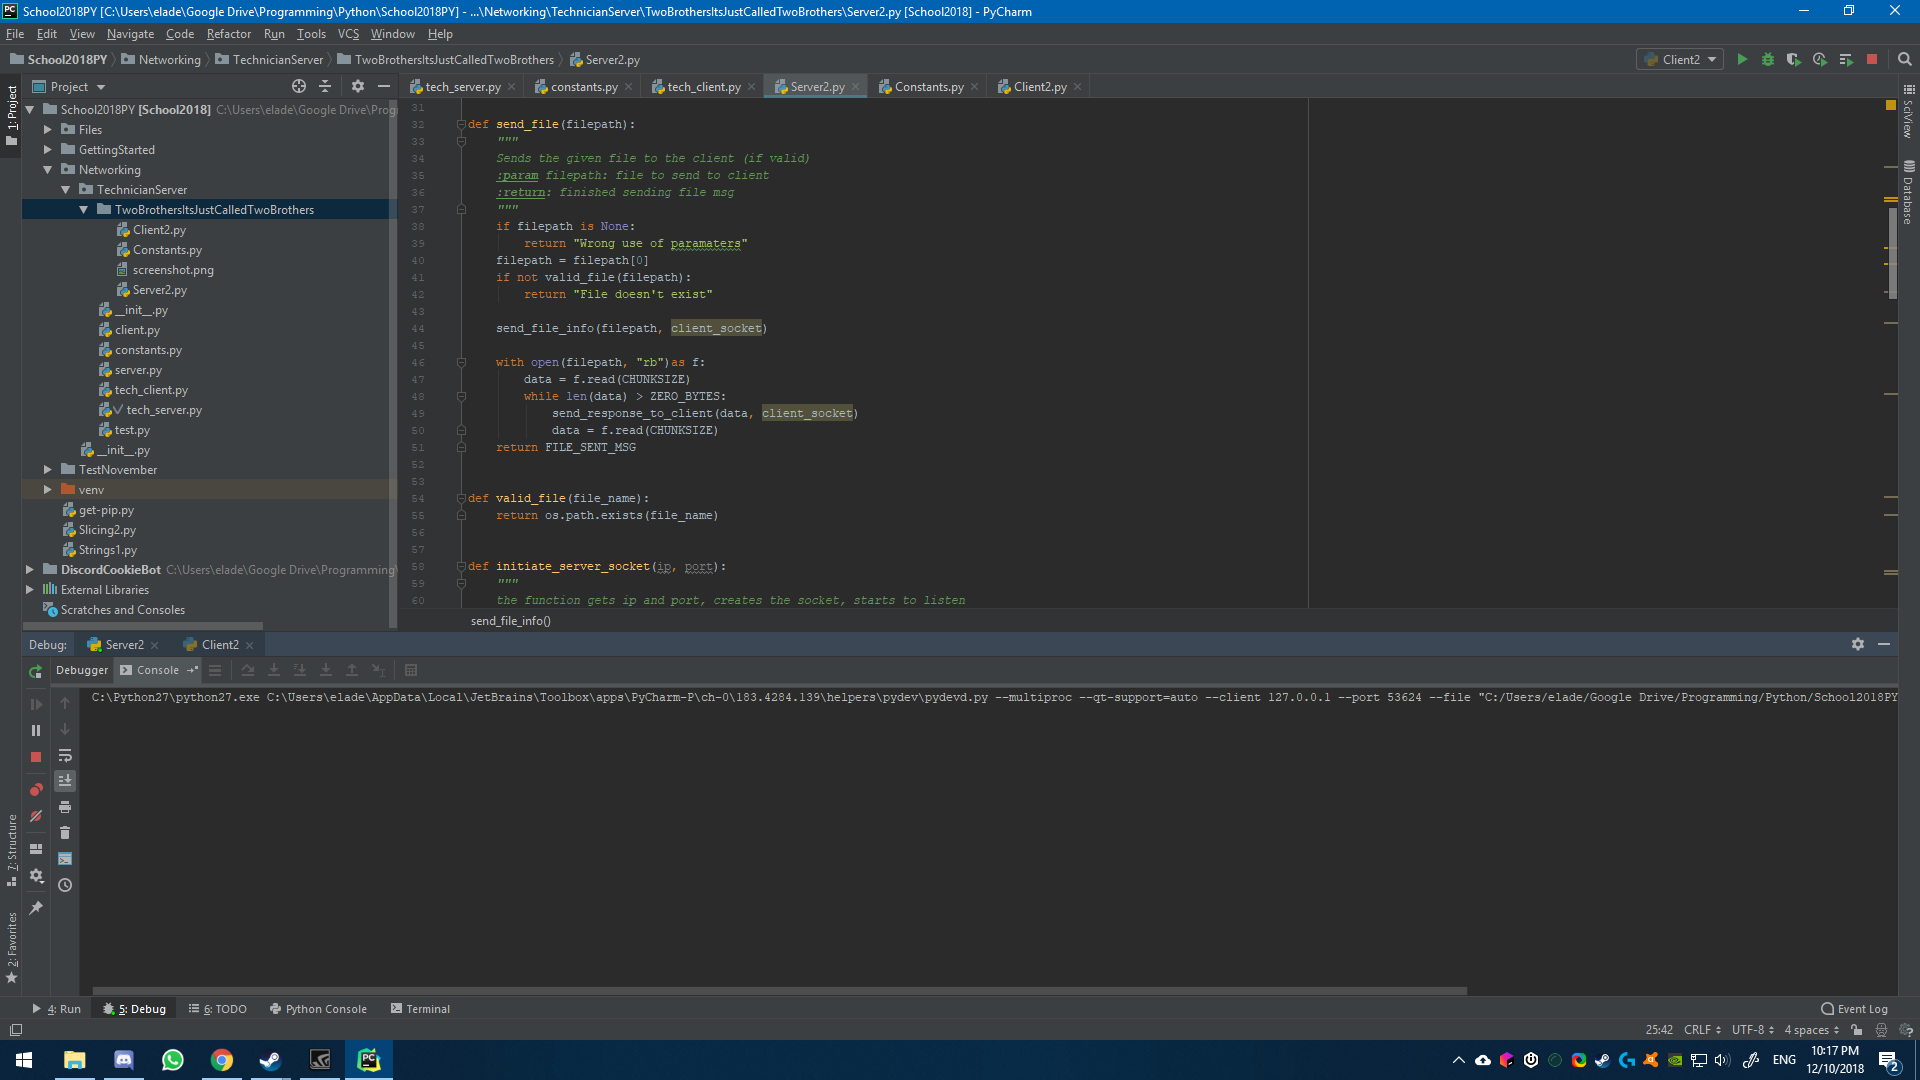 School2018PY [C:\Users\elade\Google Drive\Programming\Python\School2018PY] - ...\Networking\TechnicianServer\TwoBrothersItsJustCalledTwoBrothers\Server2.py [School2018] - PyCharm
File Edit View Navigate Code Refactor Run Tools VCS Window Help
School2018PY Networking TechnicianServer TwoBrothersItsJustCalledTwoBrothers Server2.py Client2
Project tech_server.py constants.py tech_client.py Server2.py Constants.py Client2.py
1: Project
School2018PY [School2018] C:\Users\elade\Google Drive\Prog
Files
GettingStarted
Networking
TechnicianServer
TwoBrothersItsJustCalledTwoBrothers
Client2.py
Constants.py
screenshot.png
Server2.py
__init__.py
client.py
constants.py
server.py
tech_client.py
tech_server.py
test.py
__init__.py
TestNovember
venv
get-pip.py
Slicing2.py
Strings1.py
DiscordCookieBot C:\Users\elade\Google Drive\Programming\
External Libraries
Scratches and Consoles
31
32 def send_file(filepath):
33 """
34 Sends the given file to the client (if valid)
35 :param filepath: file to send to client
36 :return: finished sending file msg
37 """
38 if filepath is None:
39 return "Wrong use of paramaters"
40 filepath = filepath[0]
41 if not valid_file(filepath):
42 return "File doesn't exist"
43
44 send_file_info(filepath, client_socket)
45
46 with open(filepath, "rb")as f:
47 data = f.read(CHUNKSIZE)
48 while len(data) > ZERO_BYTES:
49 send_response_to_client(data, client_socket)
50 data = f.read(CHUNKSIZE)
51 return FILE_SENT_MSG
52
53
54 def valid_file(file_name):
55 return os.path.exists(file_name)
56
57
58 def initiate_server_socket(ip, port):
59 """
60 the function gets ip and port, creates the socket, starts to listen
send_file_info()
SciView
Database
Debug: Server2 Client2
Debugger Console
C:\Python27\python27.exe C:\Users\elade\AppData\Local\JetBrains\Toolbox\apps\PyCharm-P\ch-0\183.4284.139\helpers\pydev\pydevd.py --multiproc --qt-support=auto --client 127.0.0.1 --port 53624 --file "C:/Users/elade/Google Drive/Programming/Python/School2018PY
7: Structure
2: Favorites
4: Run 5: Debug 6: TODO Python Console Terminal Event Log
25:42 CRLF UTF-8 4 spaces
ENG
10:17 PM
12/10/2018
2